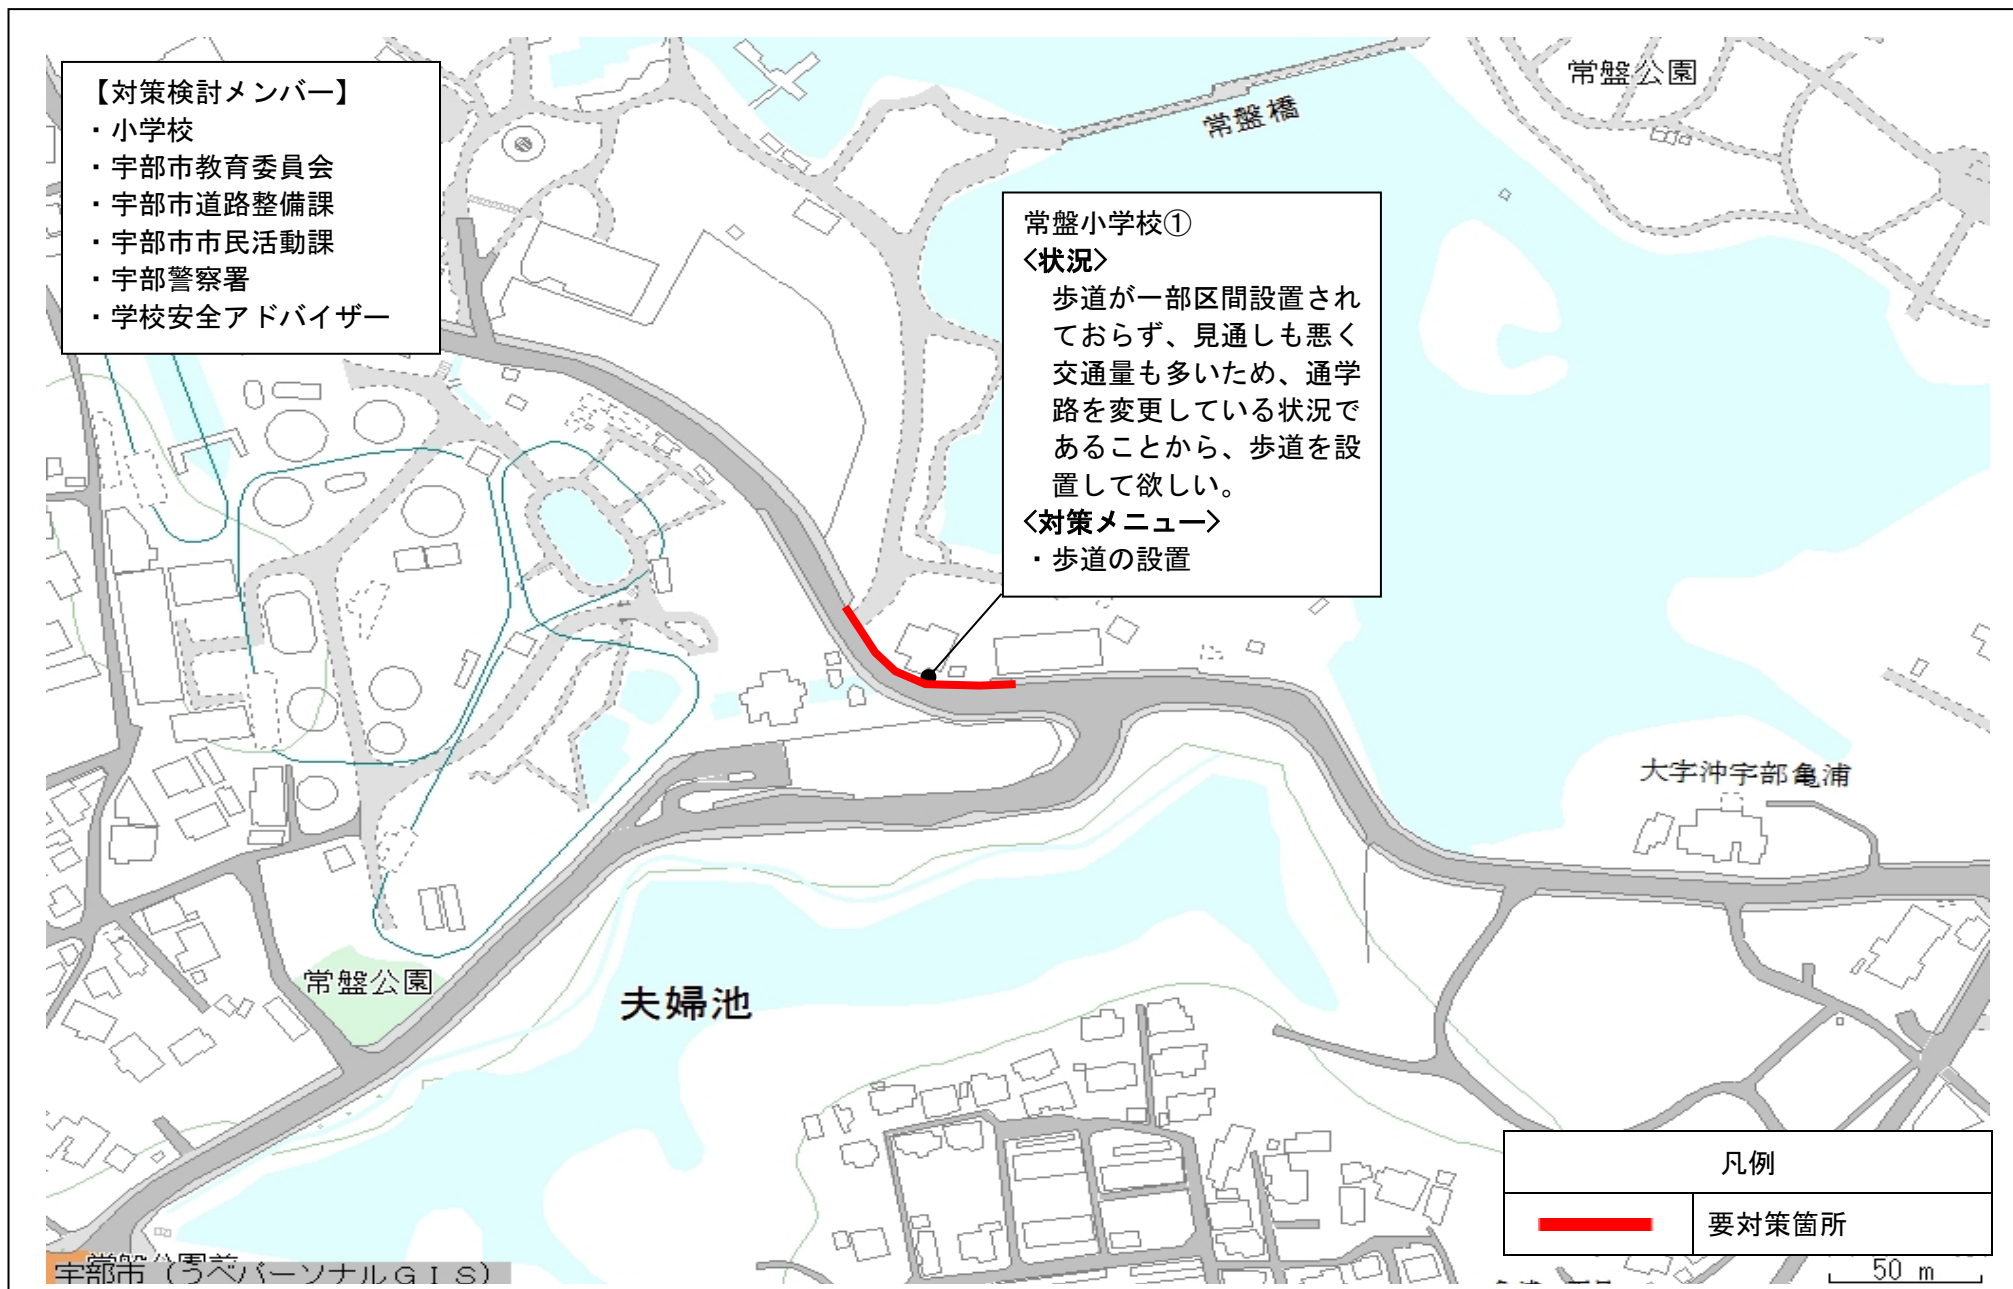 【対策検討メンバー】
・小学校
・宇部市教育委員会
・宇部市道路整備課
・宇部市市民活動課
・宇部警察署
・学校安全アドバイザー
常盤公園
常盤橋
常盤小学校①
<状況>
歩道が一部区間設置され
ておらず、見通しも悪く
交通量も多いため、通学
路を変更している状況で
あることから、歩道を設
置して欲しい。
<対策メニュー>
・歩道の設置
大字沖宇部亀浦
常盤公園
夫婦池
凡例
要対策箇所
常盤公園前
宇部市（うべパーソナルＧＩＳ）
50 m